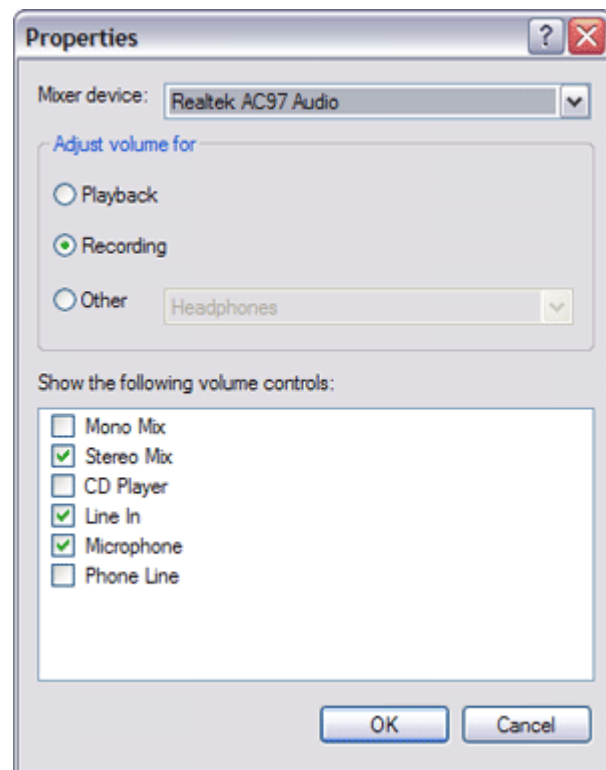 Properties
?
Mixer device: Realtek AC97 Audio
Adjust volume for
Playback
Recording
Other Headphones
Show the following volume controls:
Mono Mix
Stereo Mix
CD Player
Line In
Microphone
Phone Line
OK Cancel